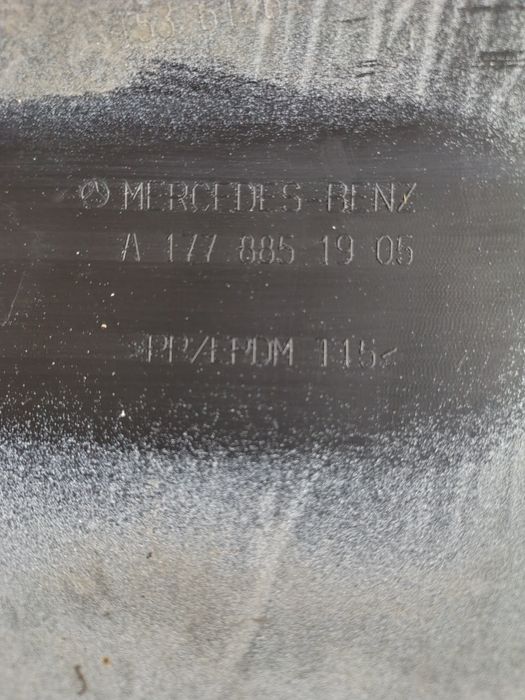 MERCEDES-BENZ
A 177 885 19 05
>PP/EPDM T15<